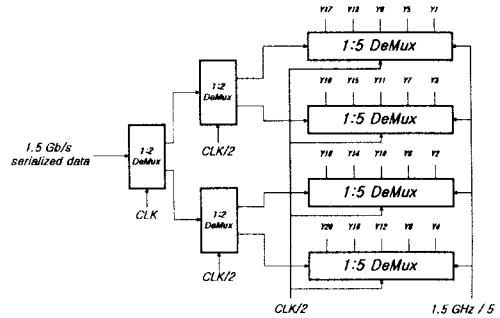 Y17 Y13 Y9 Y5 Y1
1:5 DeMux
1:2
DeMux
Y19 Y15 Y11 Y7 Y3
1:5 DeMux
CLK/2
1.5 Gb/s
serialized data
1:2
DeMux
CLK
Y18 Y14 Y10 Y6 Y2
1:5 DeMux
1:2
DeMux
Y20 Y16 Y12 Y8 Y4
1:5 DeMux
CLK/2
CLK/2
1.5 GHz / 5